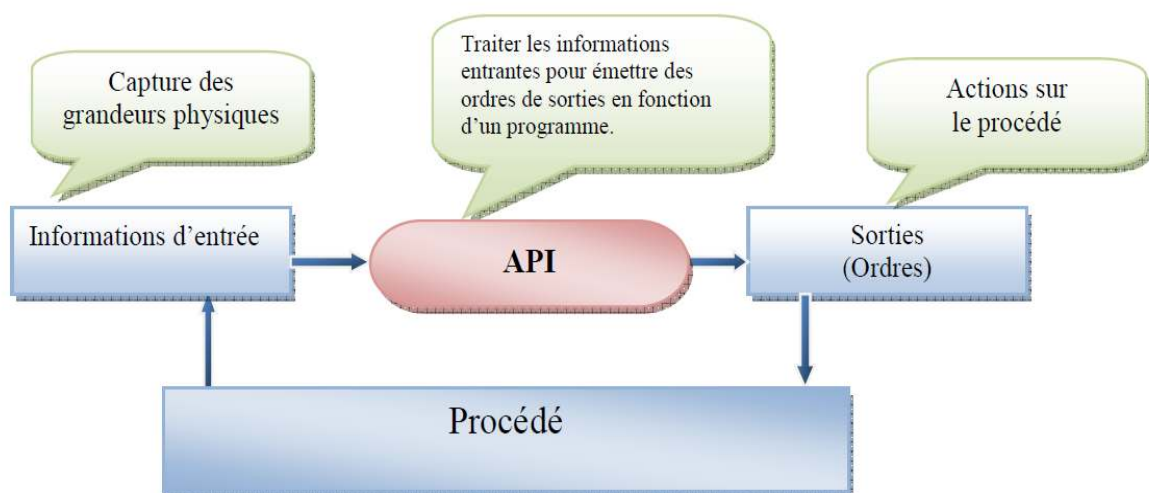 Capture des
grandeurs physiques
Traiter les informations
entrantes pour émettre des
ordres de sorties en fonction
d’un programme.
Actions sur
le procédé
Informations d’entrée
API
Sorties
(Ordres)
Procédé